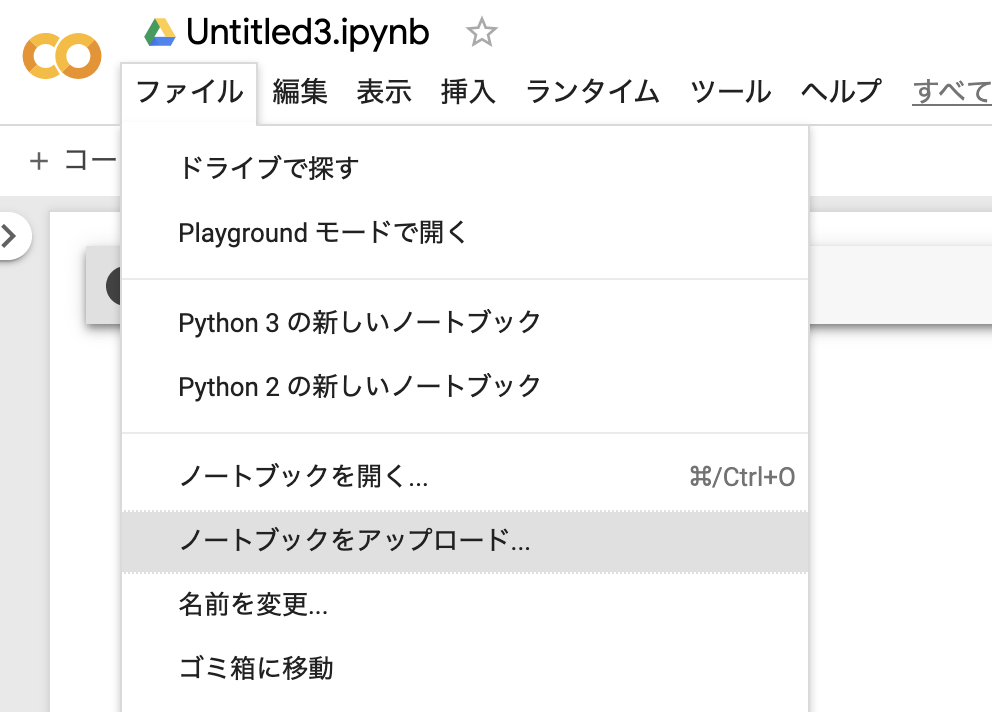 Untitled3.ipynb
ファイル 編集 表示 挿入 ランタイム ツール ヘルプ すべて
+ コー
ドライブで探す
Playground モードで開く
Python 3 の新しいノートブック
Python 2 の新しいノートブック
ノートブックを開く... ⌘/Ctrl+O
ノートブックをアップロード...
名前を変更...
ゴミ箱に移動